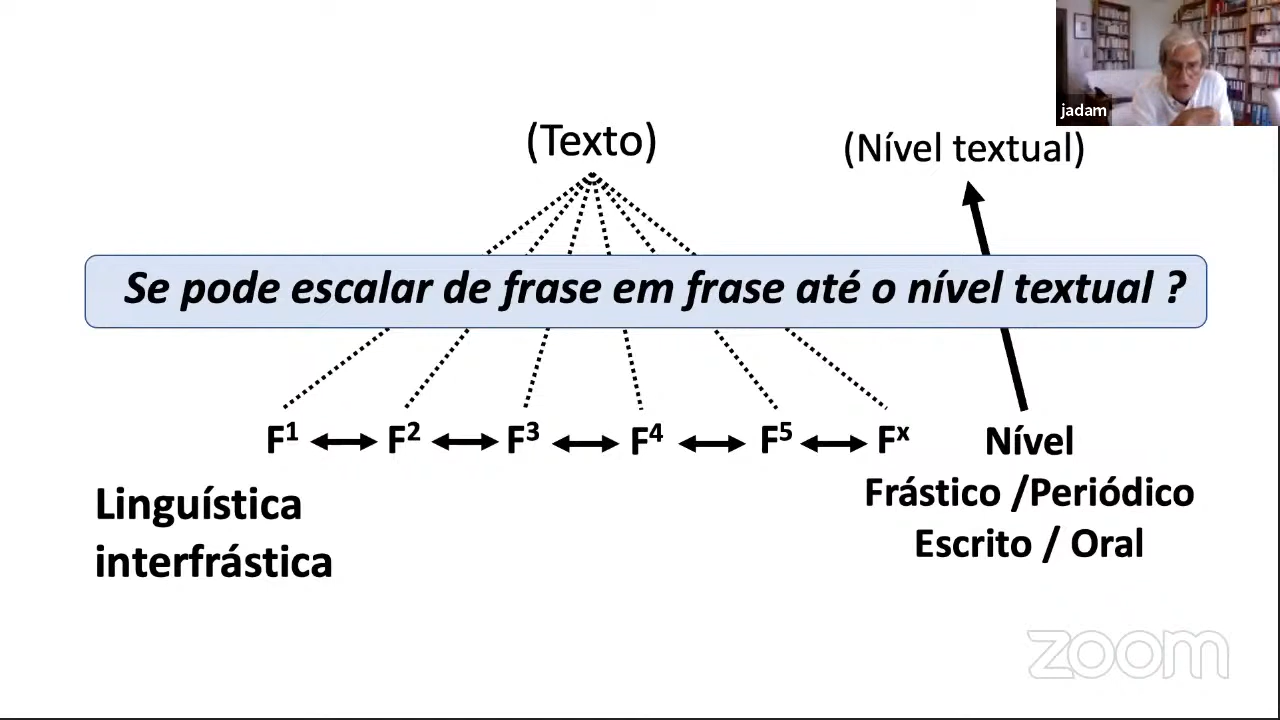 jadam
(Texto)
(Nível textual)
Se pode escalar de frase em frase até o nível textual ?
F¹ F² F³ F⁴ F⁵ Fˣ
Nível
Frástico /Periódico
Escrito / Oral
Linguística
interfrástica
zoom